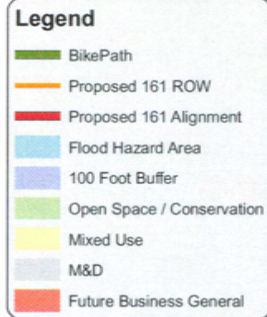 Legend
BikePath
Proposed 161 ROW
Proposed 161 Alignment
Flood Hazard Area
100 Foot Buffer
Open Space / Conservation
Mixed Use
M&D
Future Business General